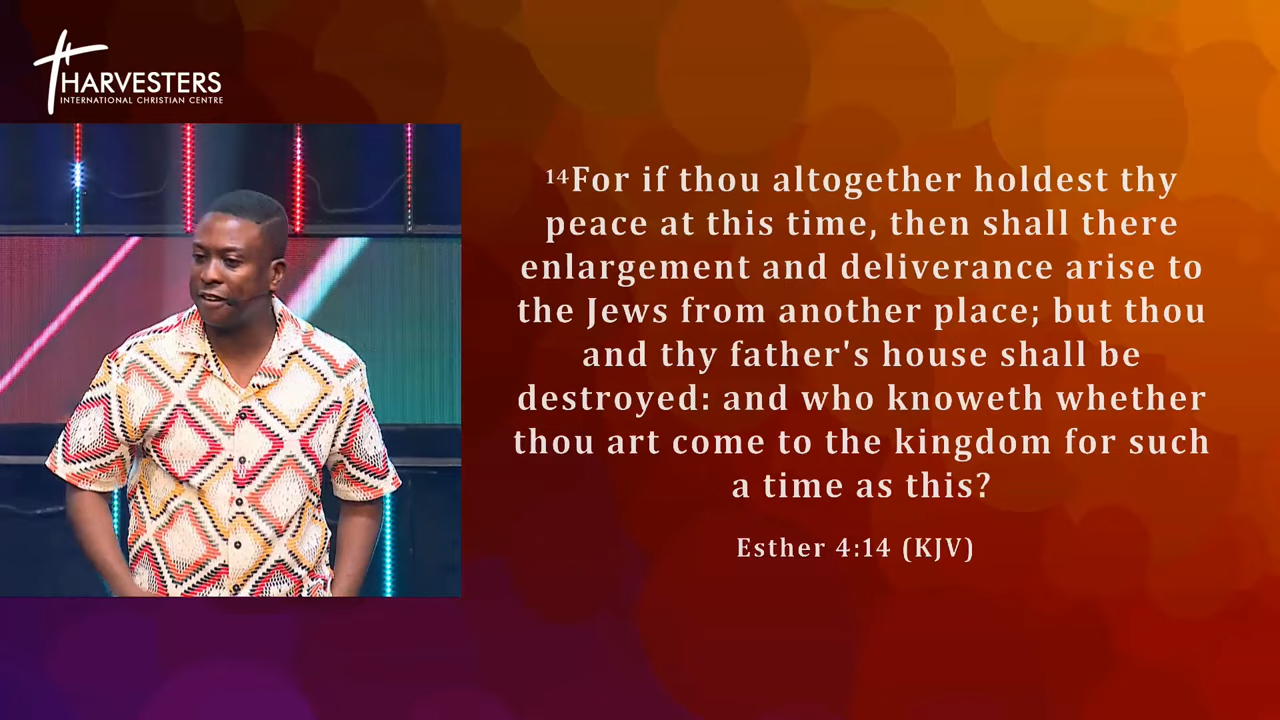 HARVESTERS
INTERNATIONAL CHRISTIAN CENTRE
¹⁴For if thou altogether holdest thy
peace at this time, then shall there
enlargement and deliverance arise to
the Jews from another place; but thou
and thy father's house shall be
destroyed: and who knoweth whether
thou art come to the kingdom for such
a time as this?
Esther 4:14 (KJV)